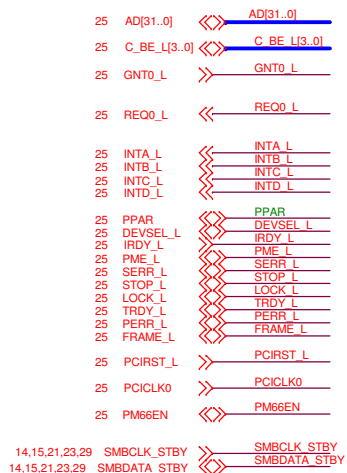 25 AD[31..0] AD[31..0]
25 C_BE_L[3..0] C_BE_L[3..0]
25 GNT0_L GNT0_L
25 REQ0_L REQ0_L
25 INTA_L INTA_L
25 INTB_L INTB_L
25 INTC_L INTC_L
25 INTD_L INTD_L
25 PPAR PPAR
25 DEVSEL_L DEVSEL_L
25 IRDY_L IRDY_L
25 PME_L PME_L
25 SERR_L SERR_L
25 STOP_L STOP_L
25 LOCK_L LOCK_L
25 TRDY_L TRDY_L
25 PERR_L PERR_L
25 FRAME_L FRAME_L
25 PCIRST_L PCIRST_L
25 PCICLK0 PCICLK0
25 PM66EN PM66EN
14,15,21,23,29 SMBCLK_STBY SMBCLK_STBY
14,15,21,23,29 SMBDATA_STBY SMBDATA_STBY